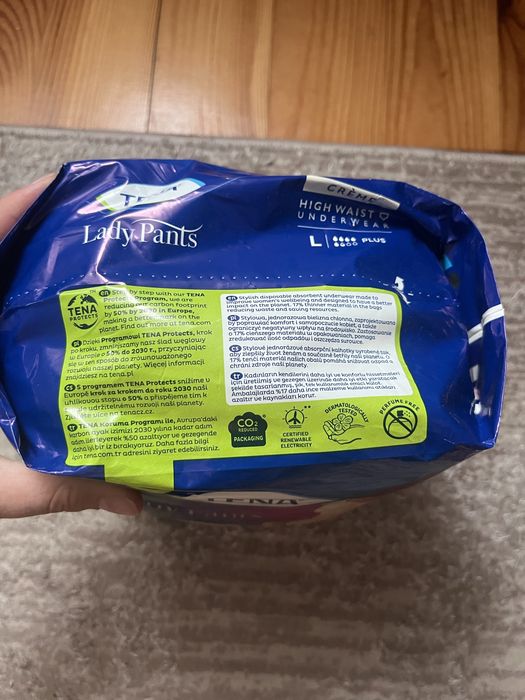 TENA
Lady Pants
CRÈME
HIGH WAIST
UNDERWEAR
L PLUS
TENA
PROTECTS
en Step by step with our TENA
Protects Program, we are
reducing our carbon footprint
by 50% by 2030 in Europe,
making a better mark on the
planet. Find out more at tena.com
pl Dzięki Programowi TENA Protects, krok
po kroku, zmniejszamy nasz ślad węglowy
w Europie o 50% do 2030 r., przyczyniając
się w ten sposób do zrównoważonego
rozwoju naszej planety. Więcej informacji
znajdziesz na tena.pl.
cs S programem TENA Protects snížíme v
Evropě krok za krokem do roku 2030 naši
uhlíkovou stopu o 50% a přispějeme k
udržitelnému rozvoji naší planety.
Zjistěte více na tenacz.cz.
tr TENA Koruma Programı ile, Avrupa'daki
karbon ayak izimizi 2030 yılına kadar adım
adım ilerleyerek %50 azaltıyor ve gezegende
daha iyi bir iz bırakıyoruz. Daha fazla bilgi
için tena.com.tr adresini ziyaret edebilirsiniz.
en Stylish disposable absorbent underwear made to
improve women's wellbeing and designed to have a better
impact on the planet. 17% thinner material in the bags
reducing waste and saving resources.
pl Stylowa, jednorazowa bielizna chłonna, zaprojektowana
by poprawiać komfort i samopoczucie kobiet, a także
ograniczyć negatywny wpływ na środowisko. Zastosowanie
o 17% cieńszego materiału w opakowaniach, pomaga
zredukować ilość odpadów i oszczędza surowce.
cs Stylové jednorázové absorpční kalhotky vyrobené tak,
aby zlepšily život ženám a současně šetřily naši planetu. O
17% tenčí materiál našich obalů pomáhá snižovat odpad a
chrání zdroje naší planety.
tr Kadınların kendilerini daha iyi ve konforlu hissetmeleri
için üretilmiş ve gezegen üzerinde daha iyi etki yaratacak
şekilde tasarlanmış, şık, tek kullanımlık emici külot.
Ambalajlarda %17 daha ince malzeme kullanımı atıkları
azaltır ve kaynakları korur.
CO2
REDUCED
PACKAGING
CERTIFIED
RENEWABLE
ELECTRICITY
DERMATOLOGICALLY
TESTED
PERFUME FREE
TENA